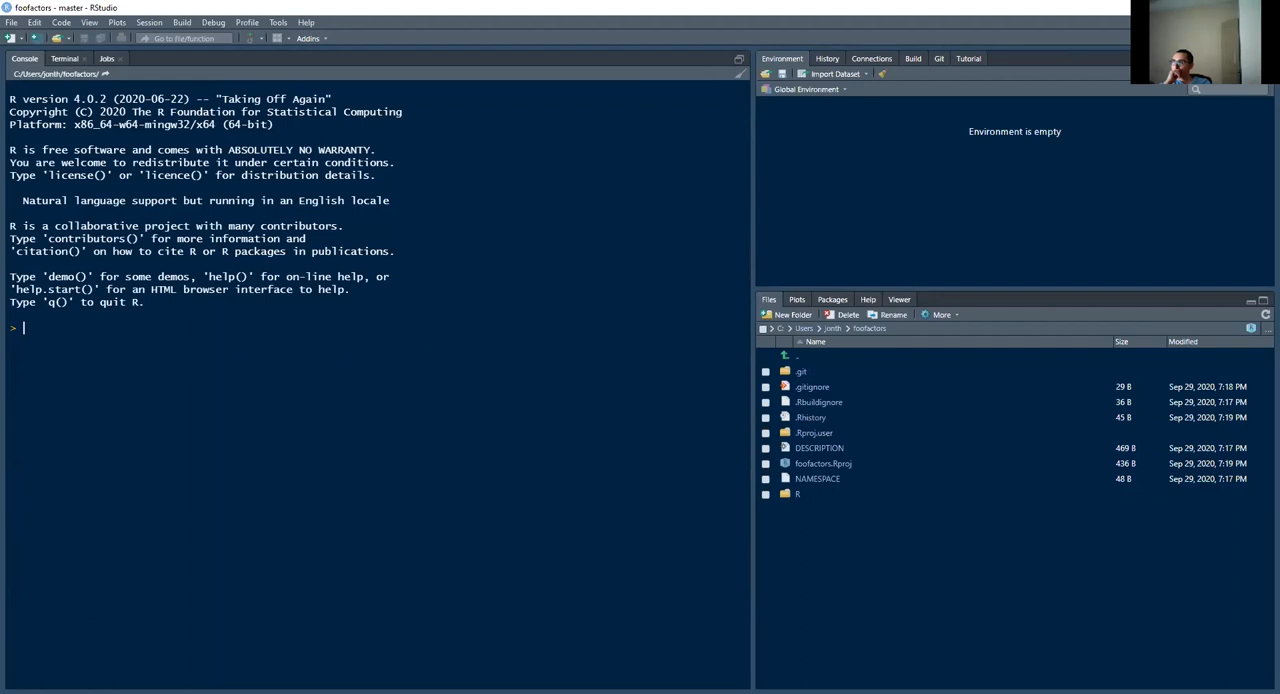 foofactors - master - RStudio
File Edit Code View Plots Session Build Debug Profile Tools Help
Go to file/function Addins
Console Terminal Jobs
C:/Users/jonth/foofactors/
R version 4.0.2 (2020-06-22) -- "Taking Off Again"
Copyright (C) 2020 The R Foundation for Statistical Computing
Platform: x86_64-w64-mingw32/x64 (64-bit)
R is free software and comes with ABSOLUTELY NO WARRANTY.
You are welcome to redistribute it under certain conditions.
Type 'license()' or 'licence()' for distribution details.
Natural language support but running in an English locale
R is a collaborative project with many contributors.
Type 'contributors()' for more information and
'citation()' on how to cite R or R packages in publications.
Type 'demo()' for some demos, 'help()' for on-line help, or
'help.start()' for an HTML browser interface to help.
Type 'q()' to quit R.
>
Environment History Connections Build Git Tutorial
Import Dataset
Global Environment
Environment is empty
Files Plots Packages Help Viewer
New Folder Delete Rename More
C: Users jonth foofactors
Name Size Modified
..
.git
.gitignore 29 B Sep 29, 2020, 7:18 PM
.Rbuildignore 36 B Sep 29, 2020, 7:17 PM
.Rhistory 45 B Sep 29, 2020, 7:19 PM
.Rproj.user
DESCRIPTION 469 B Sep 29, 2020, 7:17 PM
foofactors.Rproj 436 B Sep 29, 2020, 7:19 PM
NAMESPACE 48 B Sep 29, 2020, 7:17 PM
R